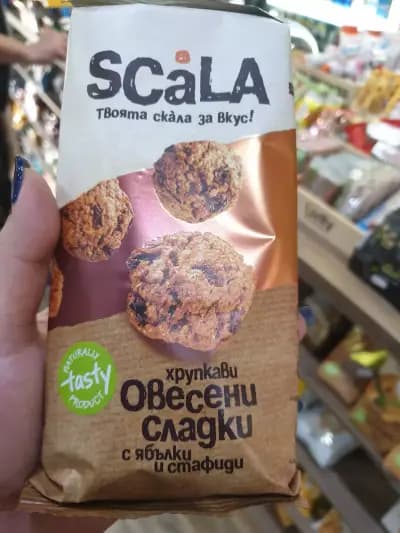 SCaLA
Твоята скàла за вкус!
NATURALLY
tasty
PRODUCT
хрупкави
Овесени
сладки
с ябълки
и стафиди